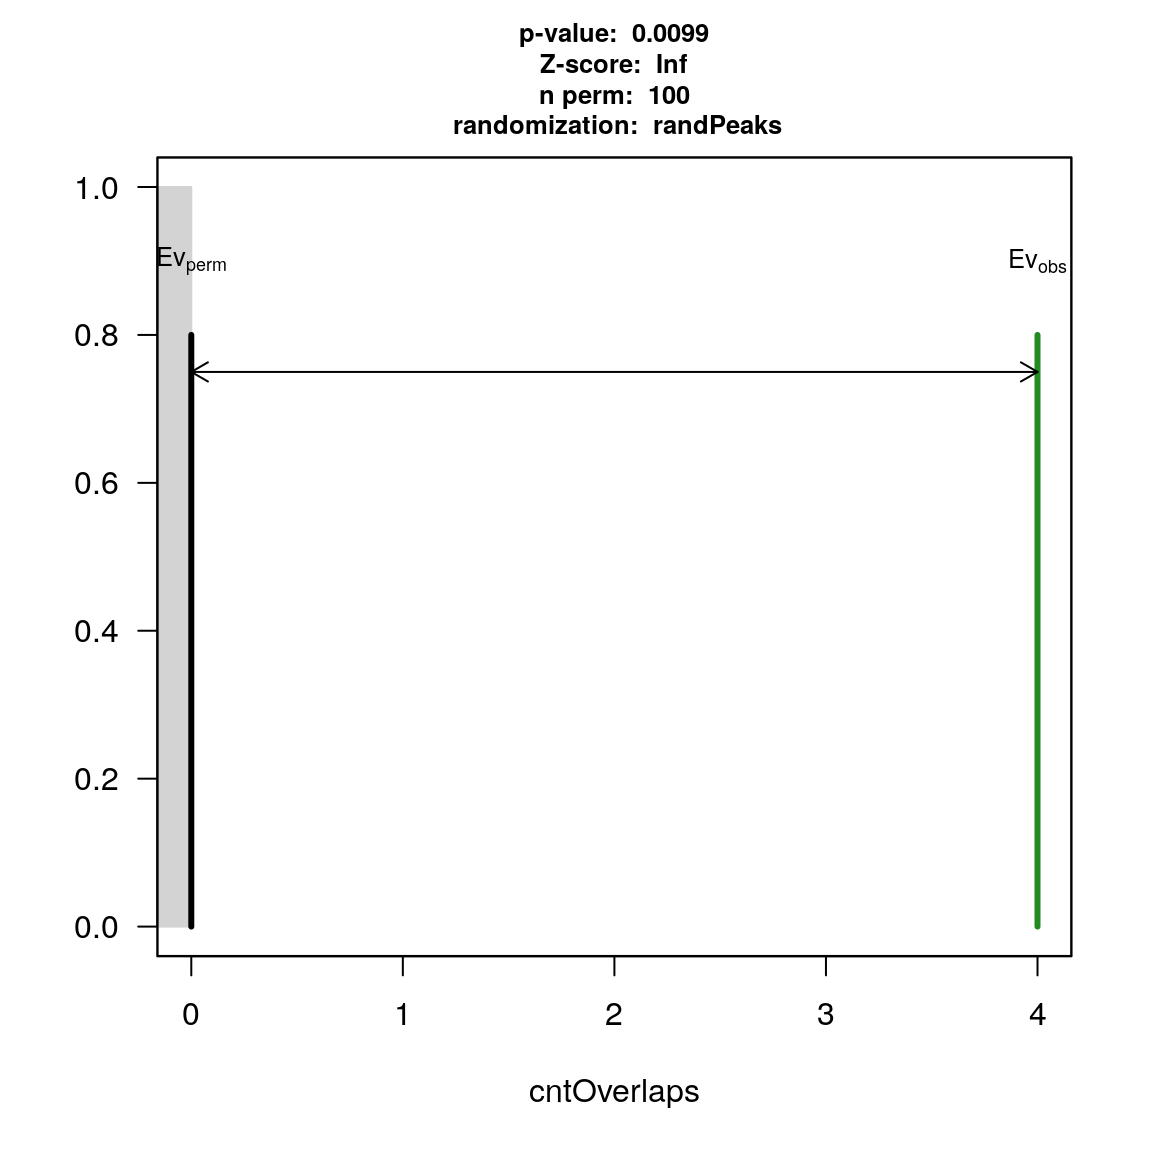 p-value: 0.0099
Z-score: Inf
n perm: 100
randomization: randPeaks
1.0
Evperm
Evobs
0.8
0.6
0.4
0.2
0.0
0 1 2 3 4
cntOverlaps